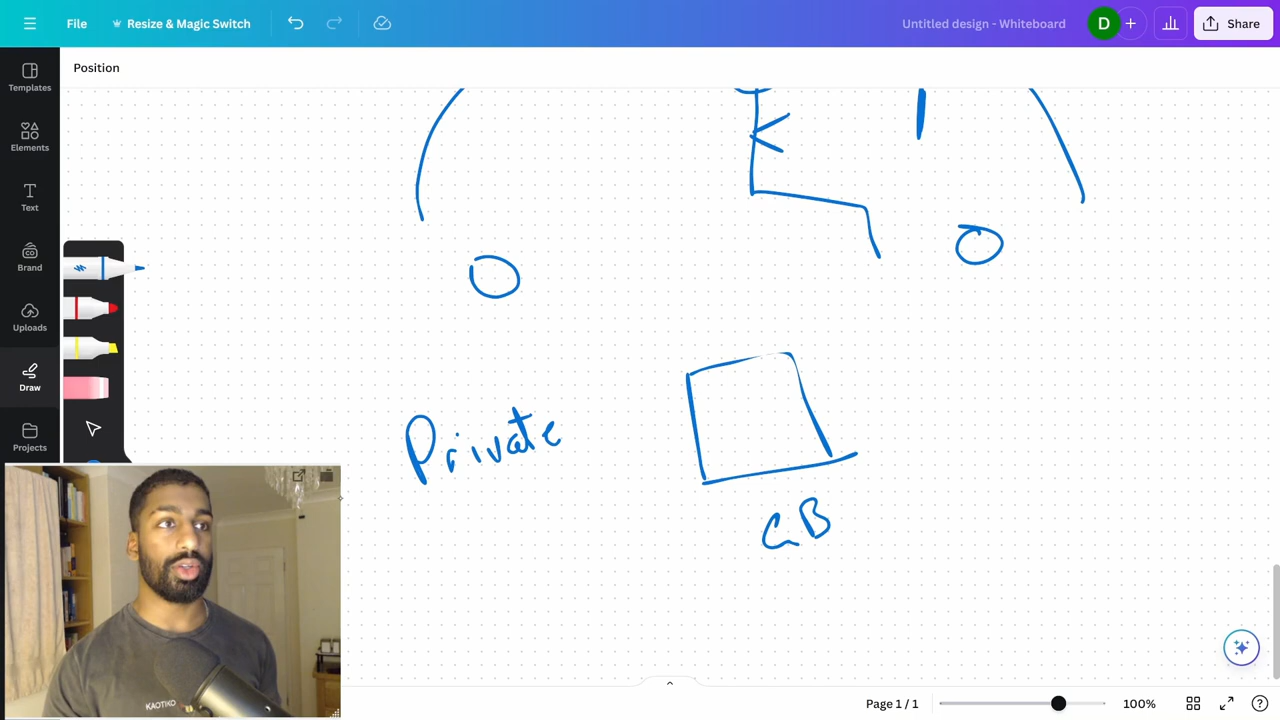 File
Resize & Magic Switch
Untitled design - Whiteboard
D
Share
Position
Templates
Elements
Text
Brand
Uploads
Draw
Projects
K
Private
KAOTIKO
Page 1 / 1
100%